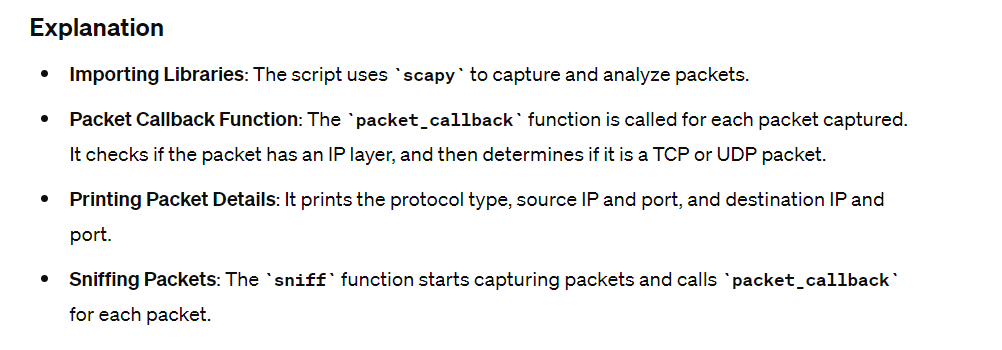 Explanation
• Importing Libraries: The script uses `scapy` to capture and analyze packets.
• Packet Callback Function: The `packet_callback` function is called for each packet captured.
It checks if the packet has an IP layer, and then determines if it is a TCP or UDP packet.
• Printing Packet Details: It prints the protocol type, source IP and port, and destination IP and
port.
• Sniffing Packets: The `sniff` function starts capturing packets and calls `packet_callback`
for each packet.